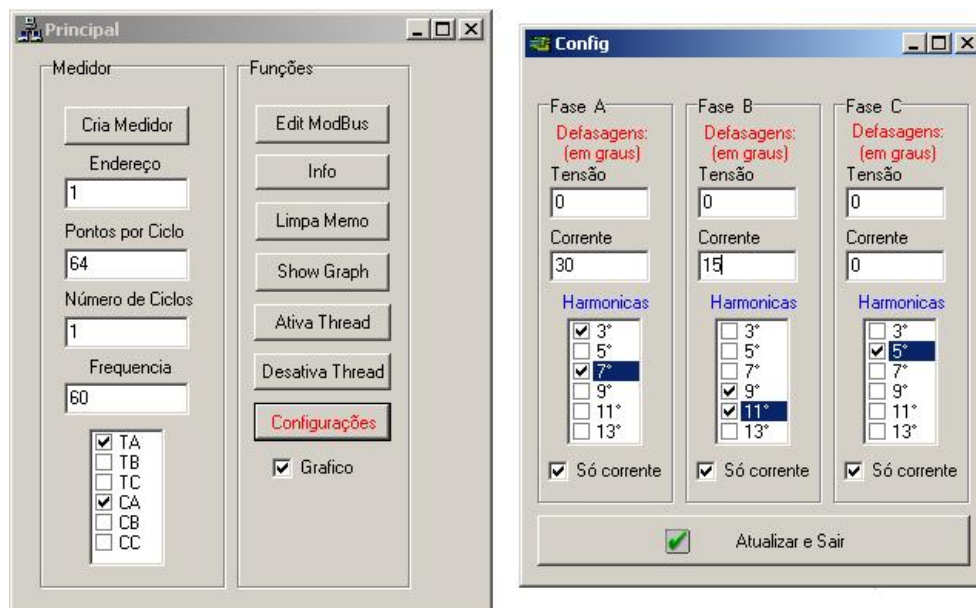 Principal
Medidor
Cria Medidor
Endereço
1
Pontos por Ciclo
64
Número de Ciclos
1
Frequencia
60
TA
TB
TC
CA
CB
CC
Funções
Edit ModBus
Info
Limpa Memo
Show Graph
Ativa Thread
Desativa Thread
Configurações
Grafico
Config
Fase A
Defasagens:
(em graus)
Tensão
0
Corrente
30
Harmonicas
3°
5°
7°
9°
11°
13°
Só corrente
Fase B
Defasagens:
(em graus)
Tensão
0
Corrente
15
Harmonicas
3°
5°
7°
9°
11°
13°
Só corrente
Fase C
Defasagens:
(em graus)
Tensão
0
Corrente
0
Harmonicas
3°
5°
7°
9°
11°
13°
Só corrente
Atualizar e Sair